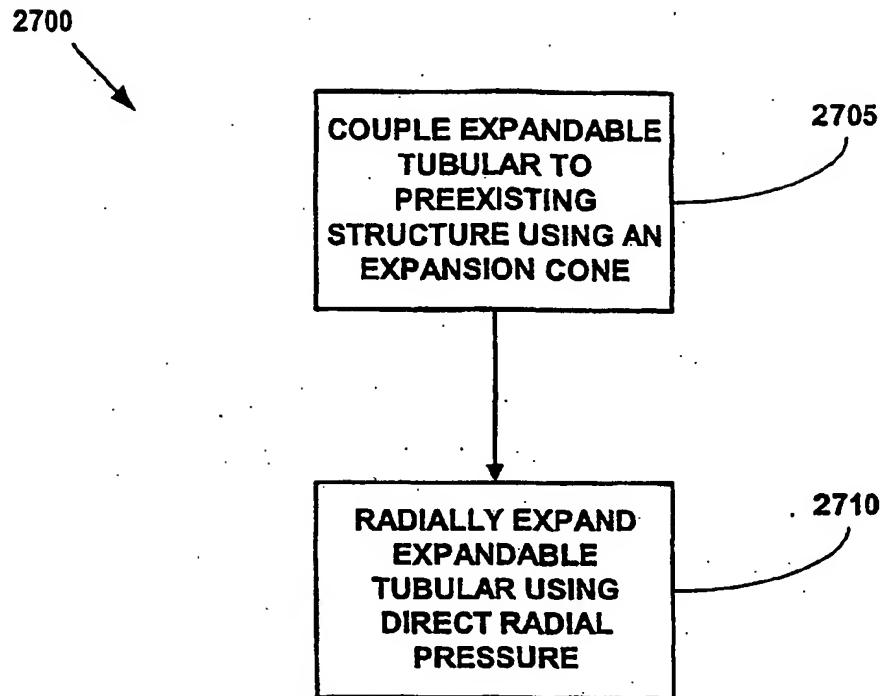 2700
COUPLE EXPANDABLE
TUBULAR TO
PREEXISTING
STRUCTURE USING AN
EXPANSION CONE
2705
RADIALLY EXPAND
EXPANDABLE
TUBULAR USING
DIRECT RADIAL
PRESSURE
2710